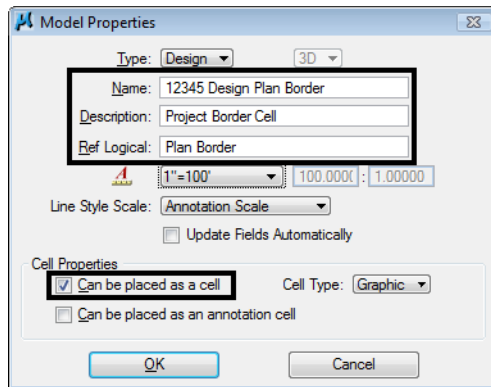 Model Properties
Type: Design 3D
Name: 12345 Design Plan Border
Description: Project Border Cell
Ref Logical: Plan Border
A 1"=100' 100.0000 : 1.00000
Line Style Scale: Annotation Scale
Update Fields Automatically
Cell Properties
Can be placed as a cell Cell Type: Graphic
Can be placed as an annotation cell
OK Cancel